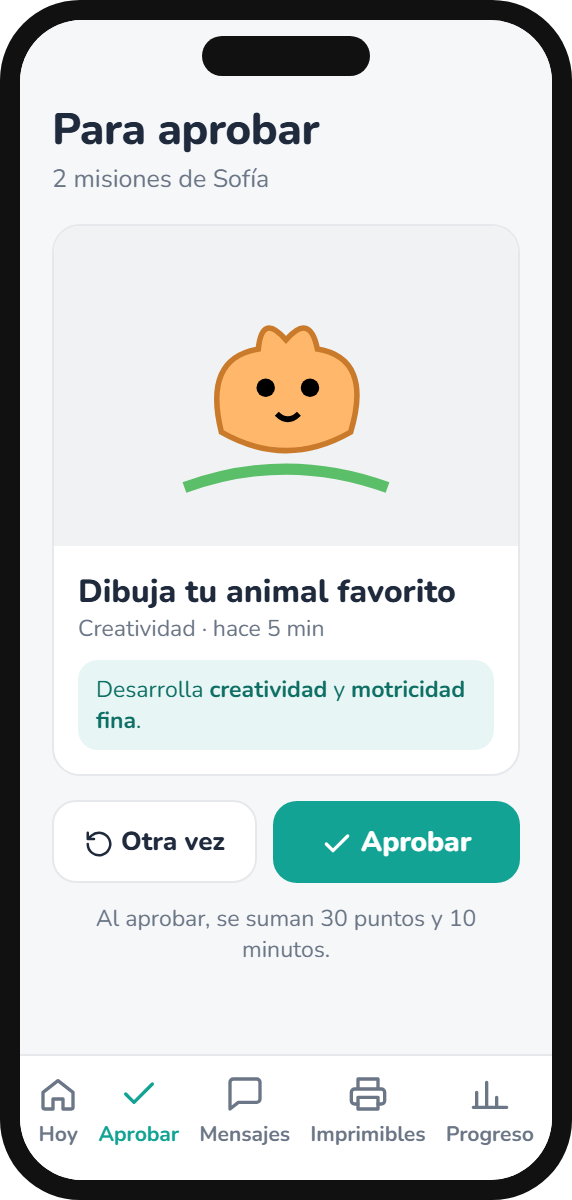 Para aprobar
2 misiones de Sofía
Dibuja tu animal favorito
Creatividad · hace 5 min
Desarrolla creatividad y motricidad
fina.
Otra vez
Aprobar
Al aprobar, se suman 30 puntos y 10
minutos.
Hoy
Aprobar
Mensajes
Imprimibles
Progreso